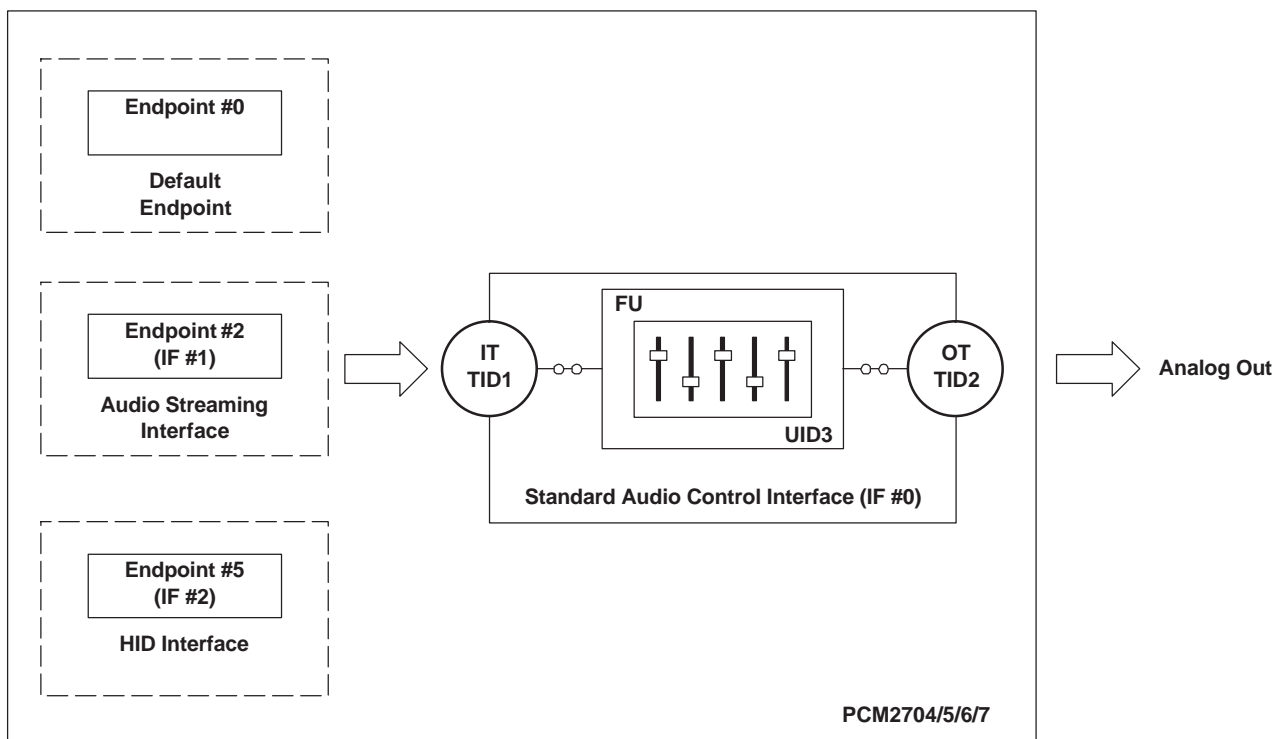 Endpoint #0
Default
Endpoint
Endpoint #2
(IF #1)
Audio Streaming
Interface
Endpoint #5
(IF #2)
HID Interface
IT
TID1
FU
UID3
OT
TID2
Standard Audio Control Interface (IF #0)
Analog Out
PCM2704/5/6/7